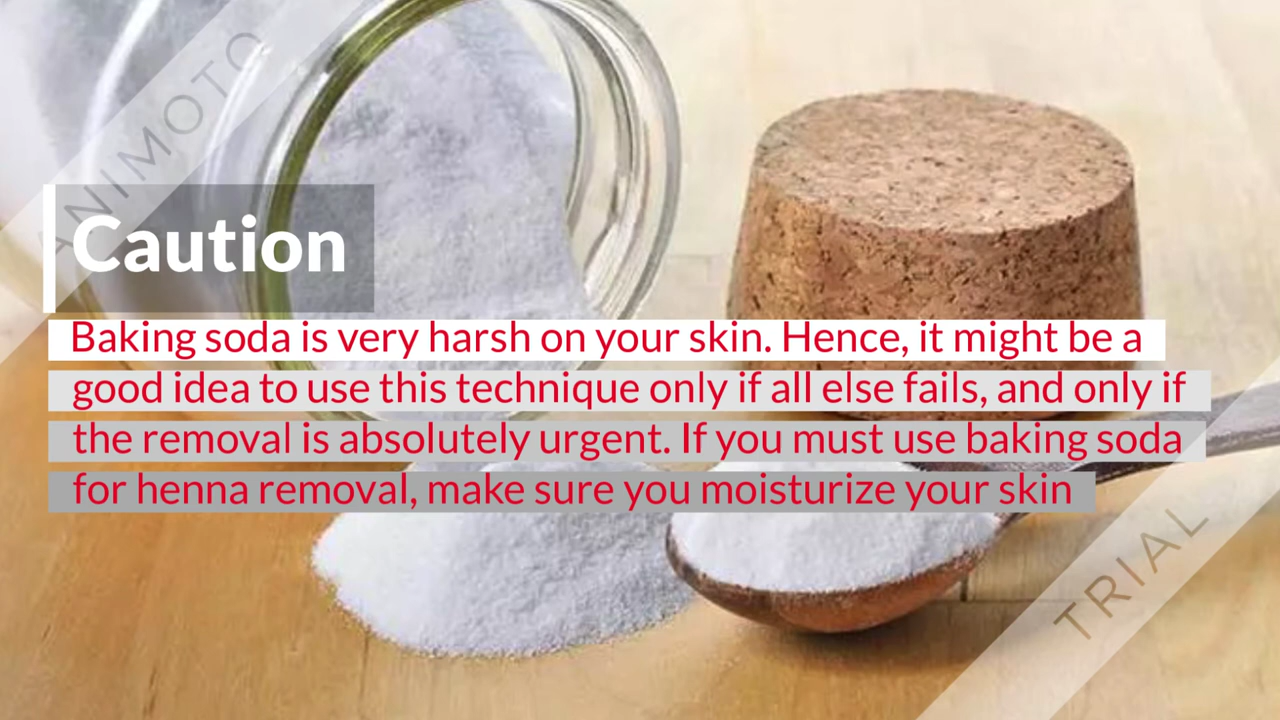 ANIMOTO
Caution
Baking soda is very harsh on your skin. Hence, it might be a
good idea to use this technique only if all else fails, and only if
the removal is absolutely urgent. If you must use baking soda
for henna removal, make sure you moisturize your skin
TRIAL